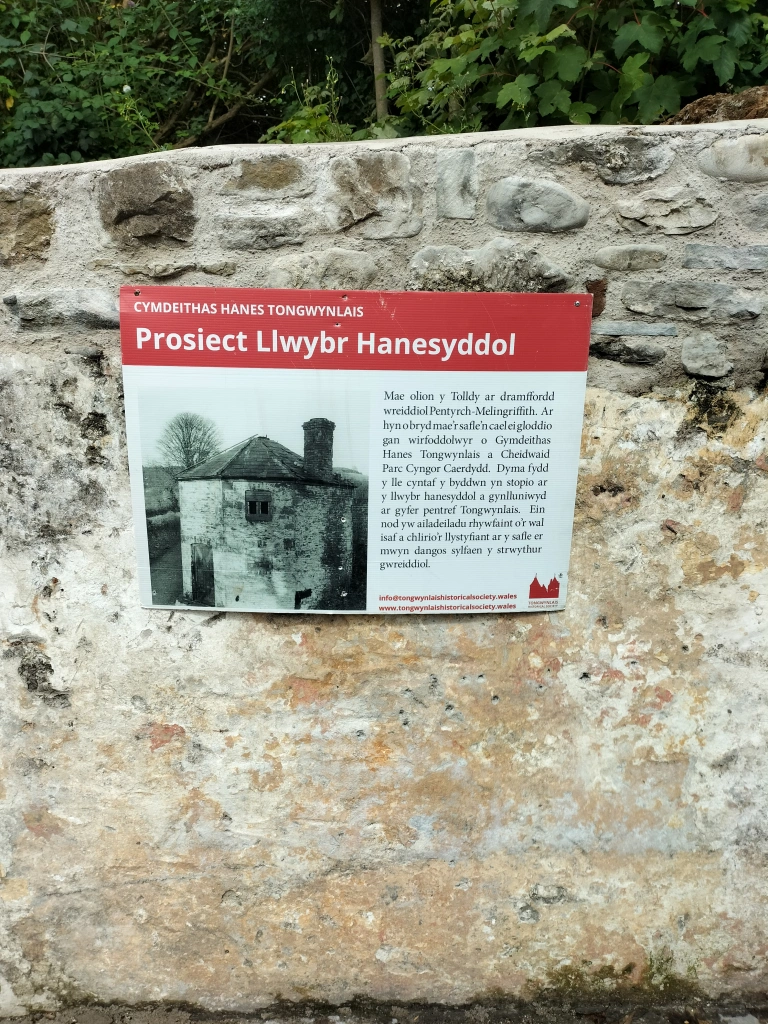 CYMDEITHAS HANES TONGWYNLAIS
Prosiect Llwybr Hanesyddol
Mae olion y Tolldy ar dramffordd
wreiddiol Pentyrch-Melingriffith. Ar
hyn o bryd mae'r safle'n cael ei gloddio
gan wirfoddolwyr o Gymdeithas
Hanes Tongwynlais a Cheidwaid
Parc Cyngor Caerdydd. Dyma fydd
y lle cyntaf y byddwn yn stopio ar
y llwybr hanesyddol a gynlluniwyd
ar gyfer pentref Tongwynlais. Ein
nod yw ailadeiladu rhywfaint o'r wal
isaf a chlirio'r llystyfiant ar y safle er
mwyn dangos sylfaen y strwythur
gwreiddiol.
info@tongwynlaishistoricalsociety.wales
www.tongwynlaishistoricalsociety.wales
TONGWYNLAIS
HISTORICAL SOCIETY